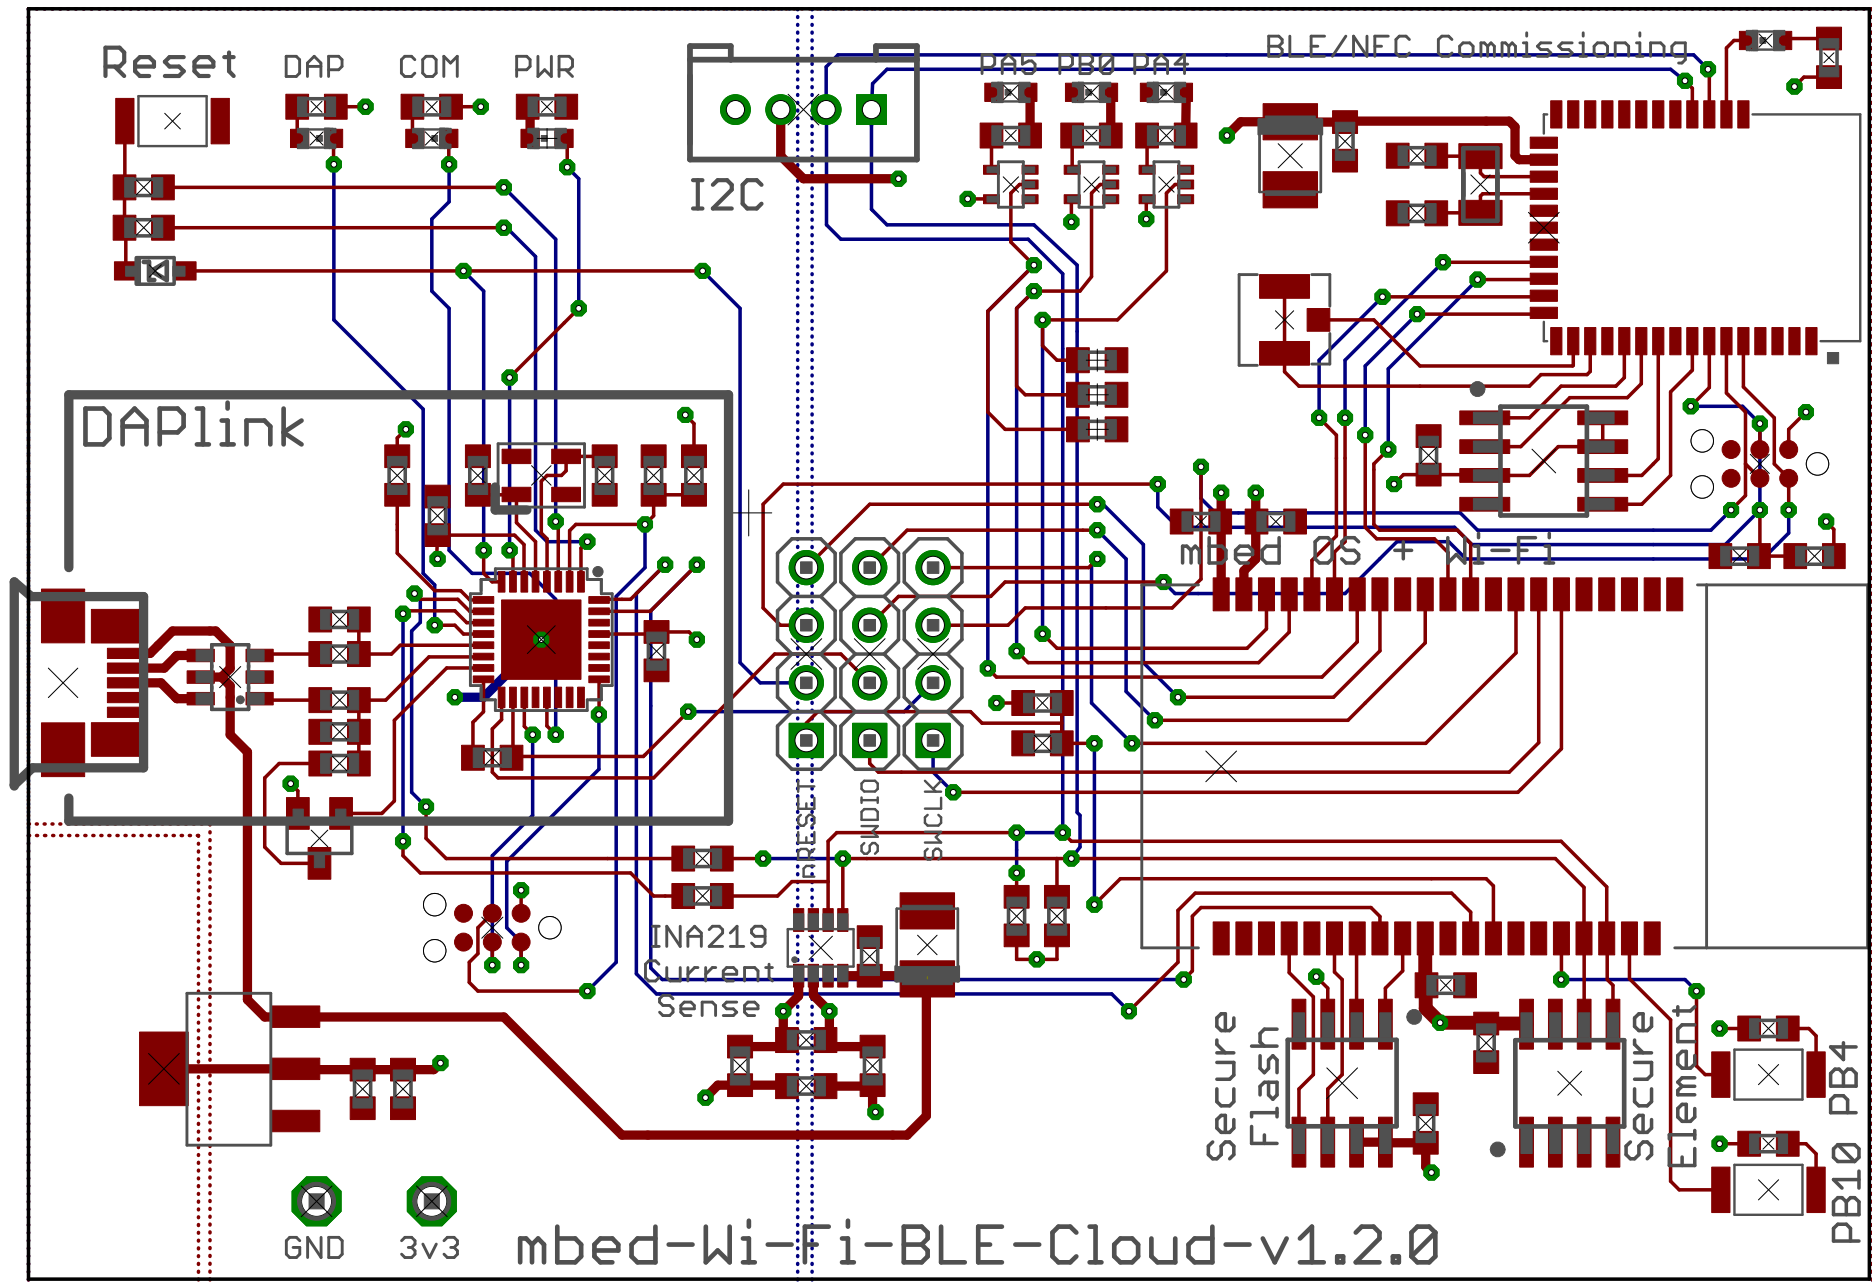 Reset
DAP
COM
PWR
I2C
PA5
PB0
PA4
BLE/NFC Commissioning
DAPlink
mbed OS + Wi-Fi
nRESET
SWDIO
SWCLK
INA219
Current
Sense
Secure
Flash
Secure
Element
PB4
PB10
GND
3v3
mbed-Wi-Fi-BLE-Cloud-v1.2.0